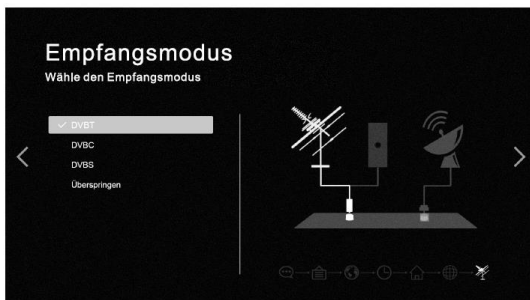 Empfangsmodus
Wähle den Empfangsmodus
DVBT
DVBC
DVBS
Überspringen